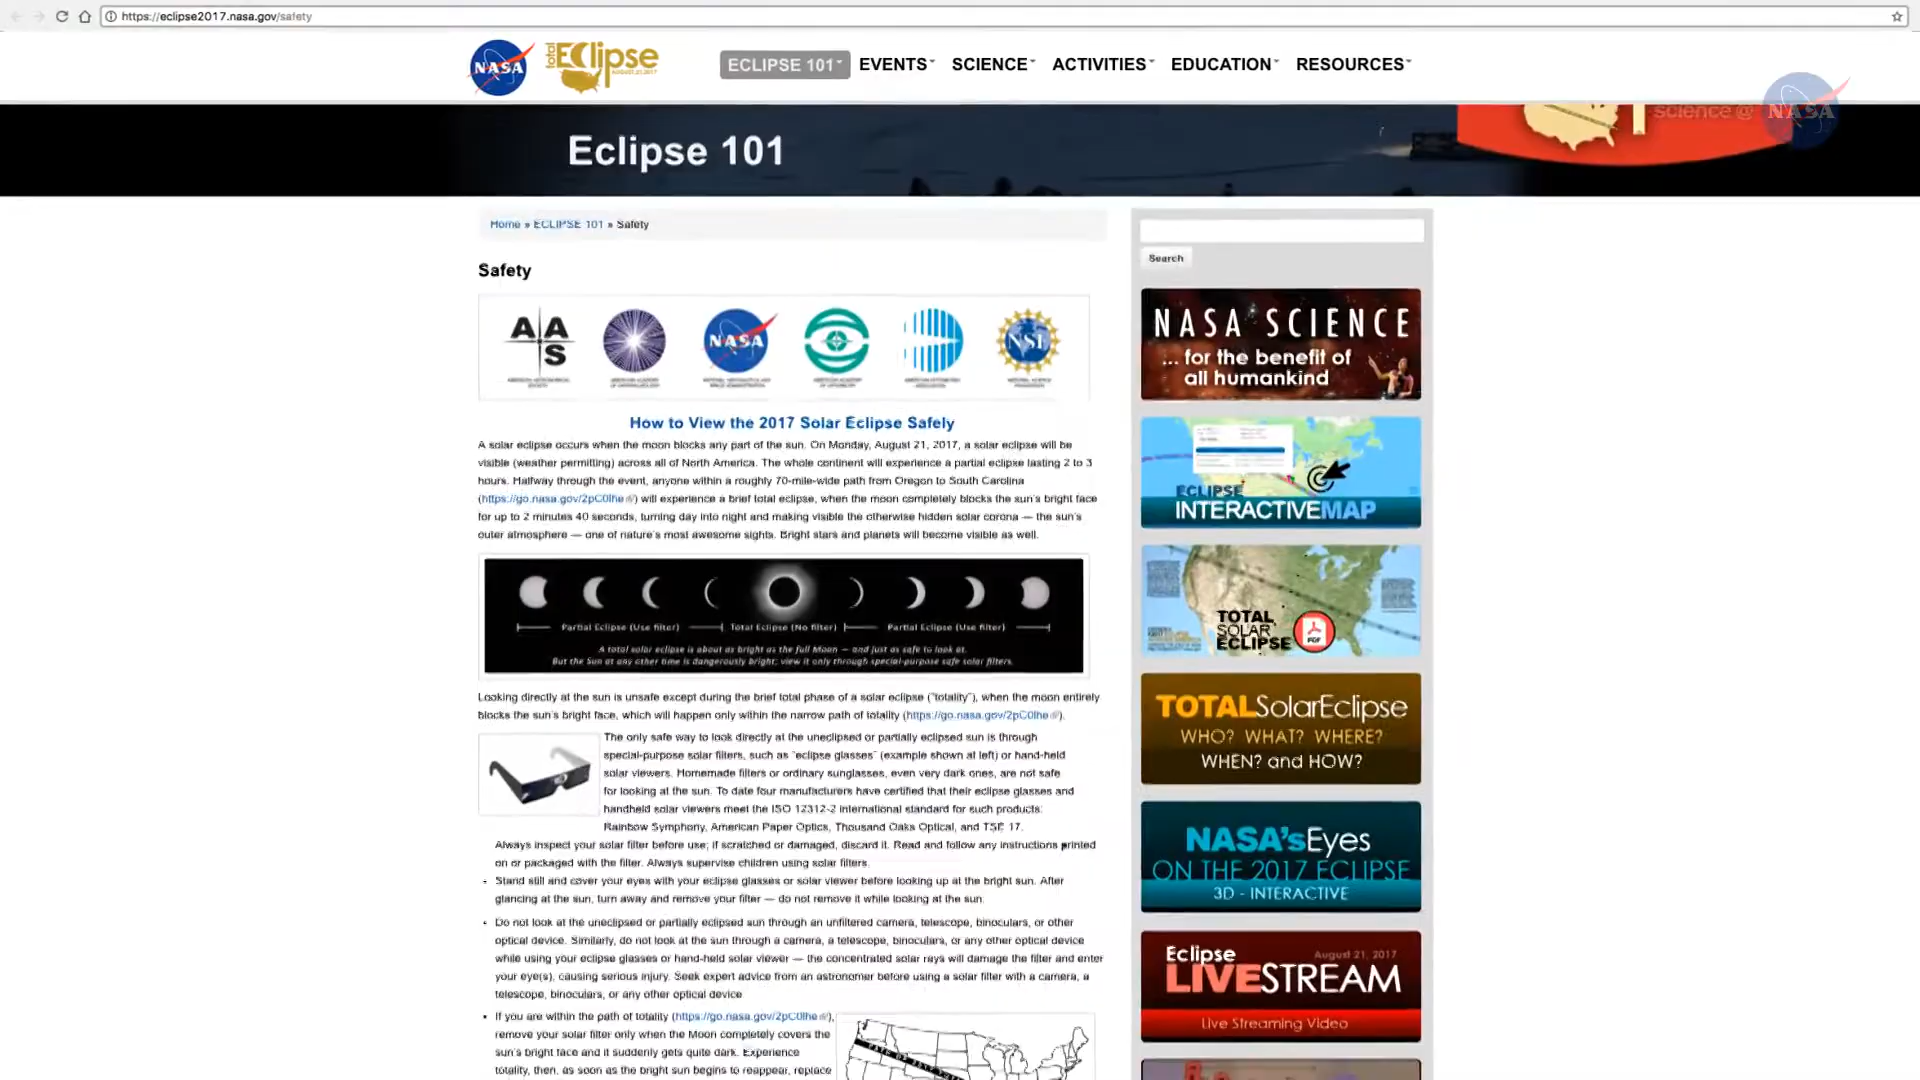 https://eclipse2017.nasa.gov/safety
NASA
total Eclipse
AUGUST 21, 2017
ECLIPSE 101
EVENTS
SCIENCE
ACTIVITIES
EDUCATION
RESOURCES
science @ NASA
Eclipse 101
Home » ECLIPSE 101 » Safety
Safety
AAS
NASA
NSF
How to View the 2017 Solar Eclipse Safely
A solar eclipse occurs when the moon blocks any part of the sun. On Monday, August 21, 2017, a solar eclipse will be
visible (weather permitting) across all of North America. The whole continent will experience a partial eclipse lasting 2 to 3
hours. Halfway through the event, anyone within a roughly 70-mile-wide path from Oregon to South Carolina
(https://go.nasa.gov/2pC0lhe) will experience a brief total eclipse, when the moon completely blocks the sun's bright face
for up to 2 minutes 40 seconds, turning day into night and making visible the otherwise hidden solar corona — the sun's
outer atmosphere — one of nature's most awesome sights. Bright stars and planets will become visible as well.
Partial Eclipse (Use filter)
Total Eclipse (No filter)
Partial Eclipse (Use filter)
A total solar eclipse is about as bright as the full Moon — and just as safe to look at.
But the Sun at any other time is dangerously bright; view it only through special-purpose safe solar filters.
Looking directly at the sun is unsafe except during the brief total phase of a solar eclipse ("totality"), when the moon entirely
blocks the sun's bright face, which will happen only within the narrow path of totality (https://go.nasa.gov/2pC0lhe).
The only safe way to look directly at the uneclipsed or partially eclipsed sun is through
special-purpose solar filters, such as "eclipse glasses" (example shown at left) or hand-held
solar viewers. Homemade filters or ordinary sunglasses, even very dark ones, are not safe
for looking at the sun. To date four manufacturers have certified that their eclipse glasses and
handheld solar viewers meet the ISO 12312-2 international standard for such products:
Rainbow Symphony, American Paper Optics, Thousand Oaks Optical, and TSE 17.
Always inspect your solar filter before use; if scratched or damaged, discard it. Read and follow any instructions printed
on or packaged with the filter. Always supervise children using solar filters.
Stand still and cover your eyes with your eclipse glasses or solar viewer before looking up at the bright sun. After
glancing at the sun, turn away and remove your filter — do not remove it while looking at the sun.
Do not look at the uneclipsed or partially eclipsed sun through an unfiltered camera, telescope, binoculars, or other
optical device. Similarly, do not look at the sun through a camera, a telescope, binoculars, or any other optical device
while using your eclipse glasses or hand-held solar viewer — the concentrated solar rays will damage the filter and enter
your eye(s), causing serious injury. Seek expert advice from an astronomer before using a solar filter with a camera, a
telescope, binoculars, or any other optical device
If you are within the path of totality (https://go.nasa.gov/2pC0lhe),
remove your solar filter only when the Moon completely covers the
sun's bright face and it suddenly gets quite dark. Experience
totality, then, as soon as the bright sun begins to reappear, replace
Search
NASA SCIENCE
... for the benefit of
all humankind
ECLIPSE
INTERACTIVEMAP
TOTAL
SOLAR
ECLIPSE
PDF
TOTALSolarEclipse
WHO? WHAT? WHERE?
WHEN? and HOW?
NASA'sEyes
ON THE 2017 ECLIPSE
3D - INTERACTIVE
Eclipse August 21, 2017
LIVESTREAM
Live Streaming Video